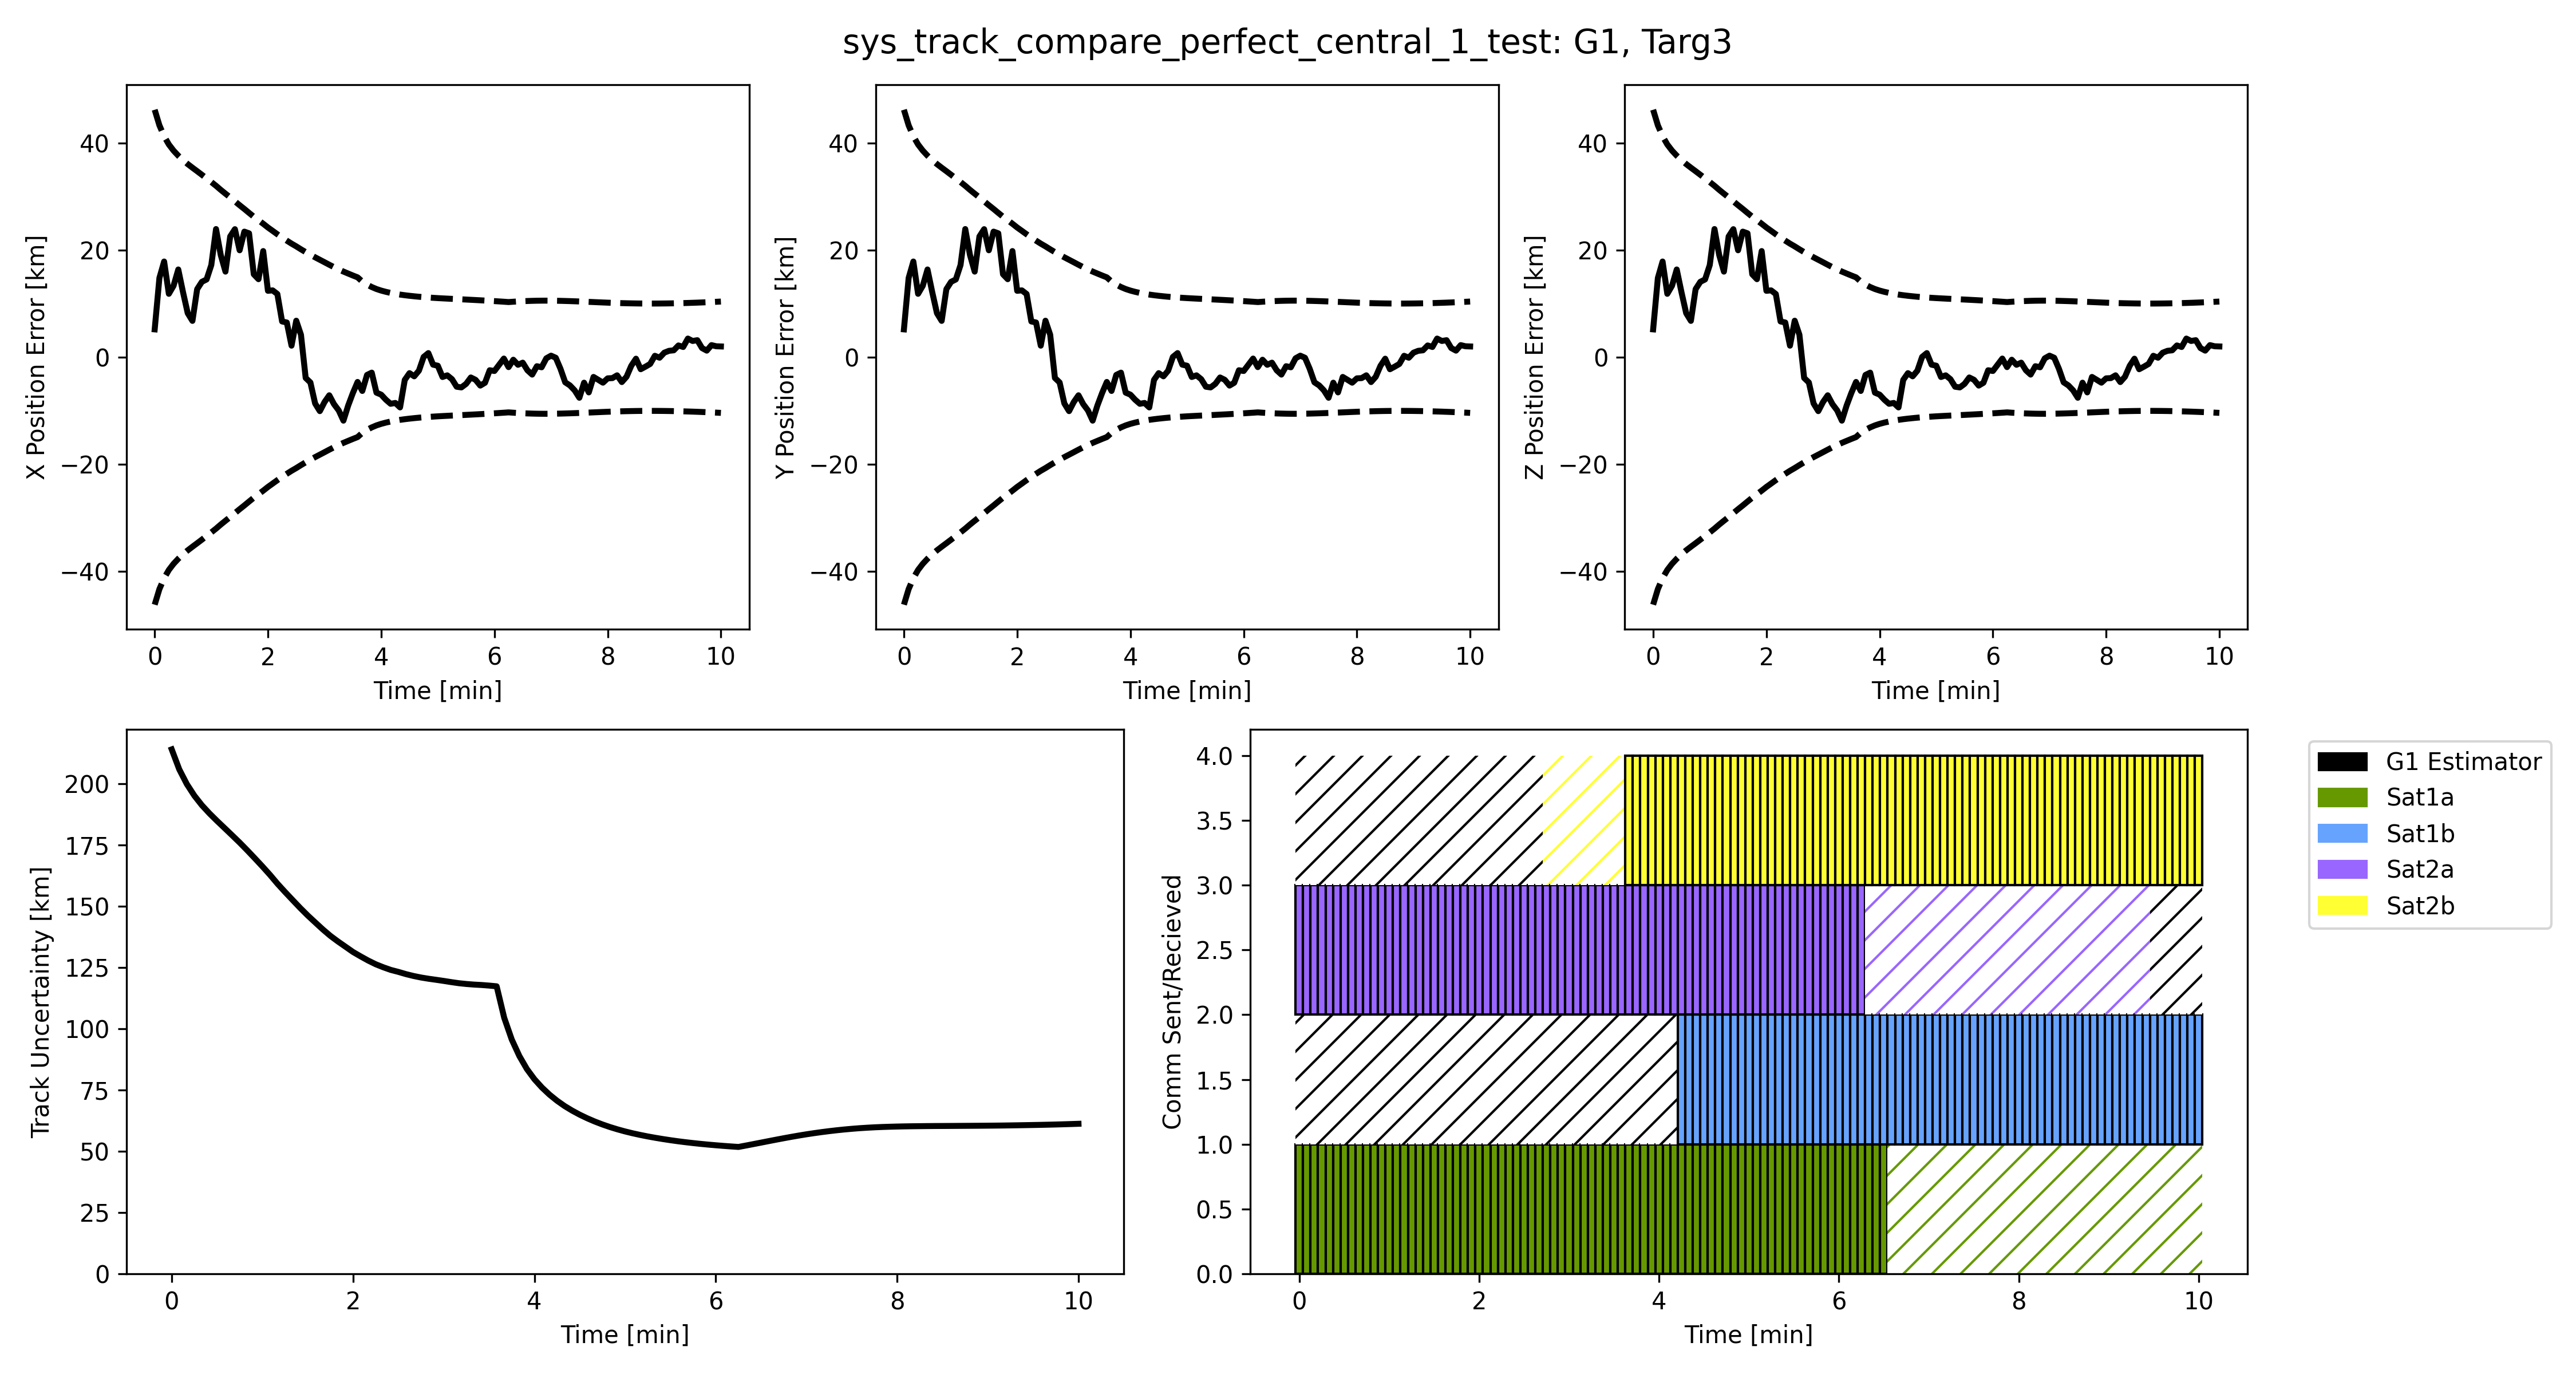 sys_track_compare_perfect_central_1_test: G1, Targ3
X Position Error [km]
40
20
0
−20
−40
0 2 4 6 8 10
Time [min]
Y Position Error [km]
40
20
0
−20
−40
0 2 4 6 8 10
Time [min]
Z Position Error [km]
40
20
0
−20
−40
0 2 4 6 8 10
Time [min]
Track Uncertainty [km]
200
175
150
125
100
75
50
25
0
0 2 4 6 8 10
Time [min]
Comm Sent/Recieved
4.0
3.5
3.0
2.5
2.0
1.5
1.0
0.5
0.0
0 2 4 6 8 10
Time [min]
G1 Estimator
Sat1a
Sat1b
Sat2a
Sat2b